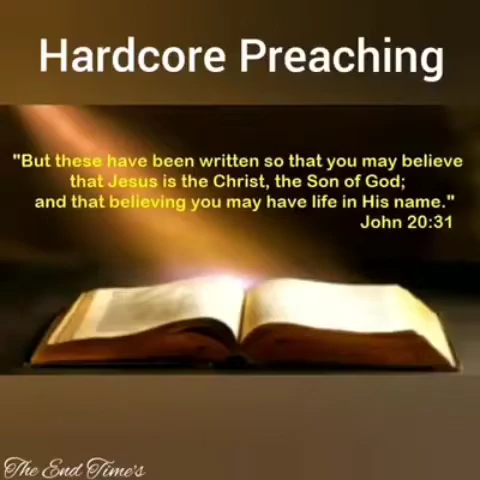 Hardcore Preaching
"But these have been written so that you may believe
that Jesus is the Christ, the Son of God;
and that believing you may have life in His name."
John 20:31
The End Time's